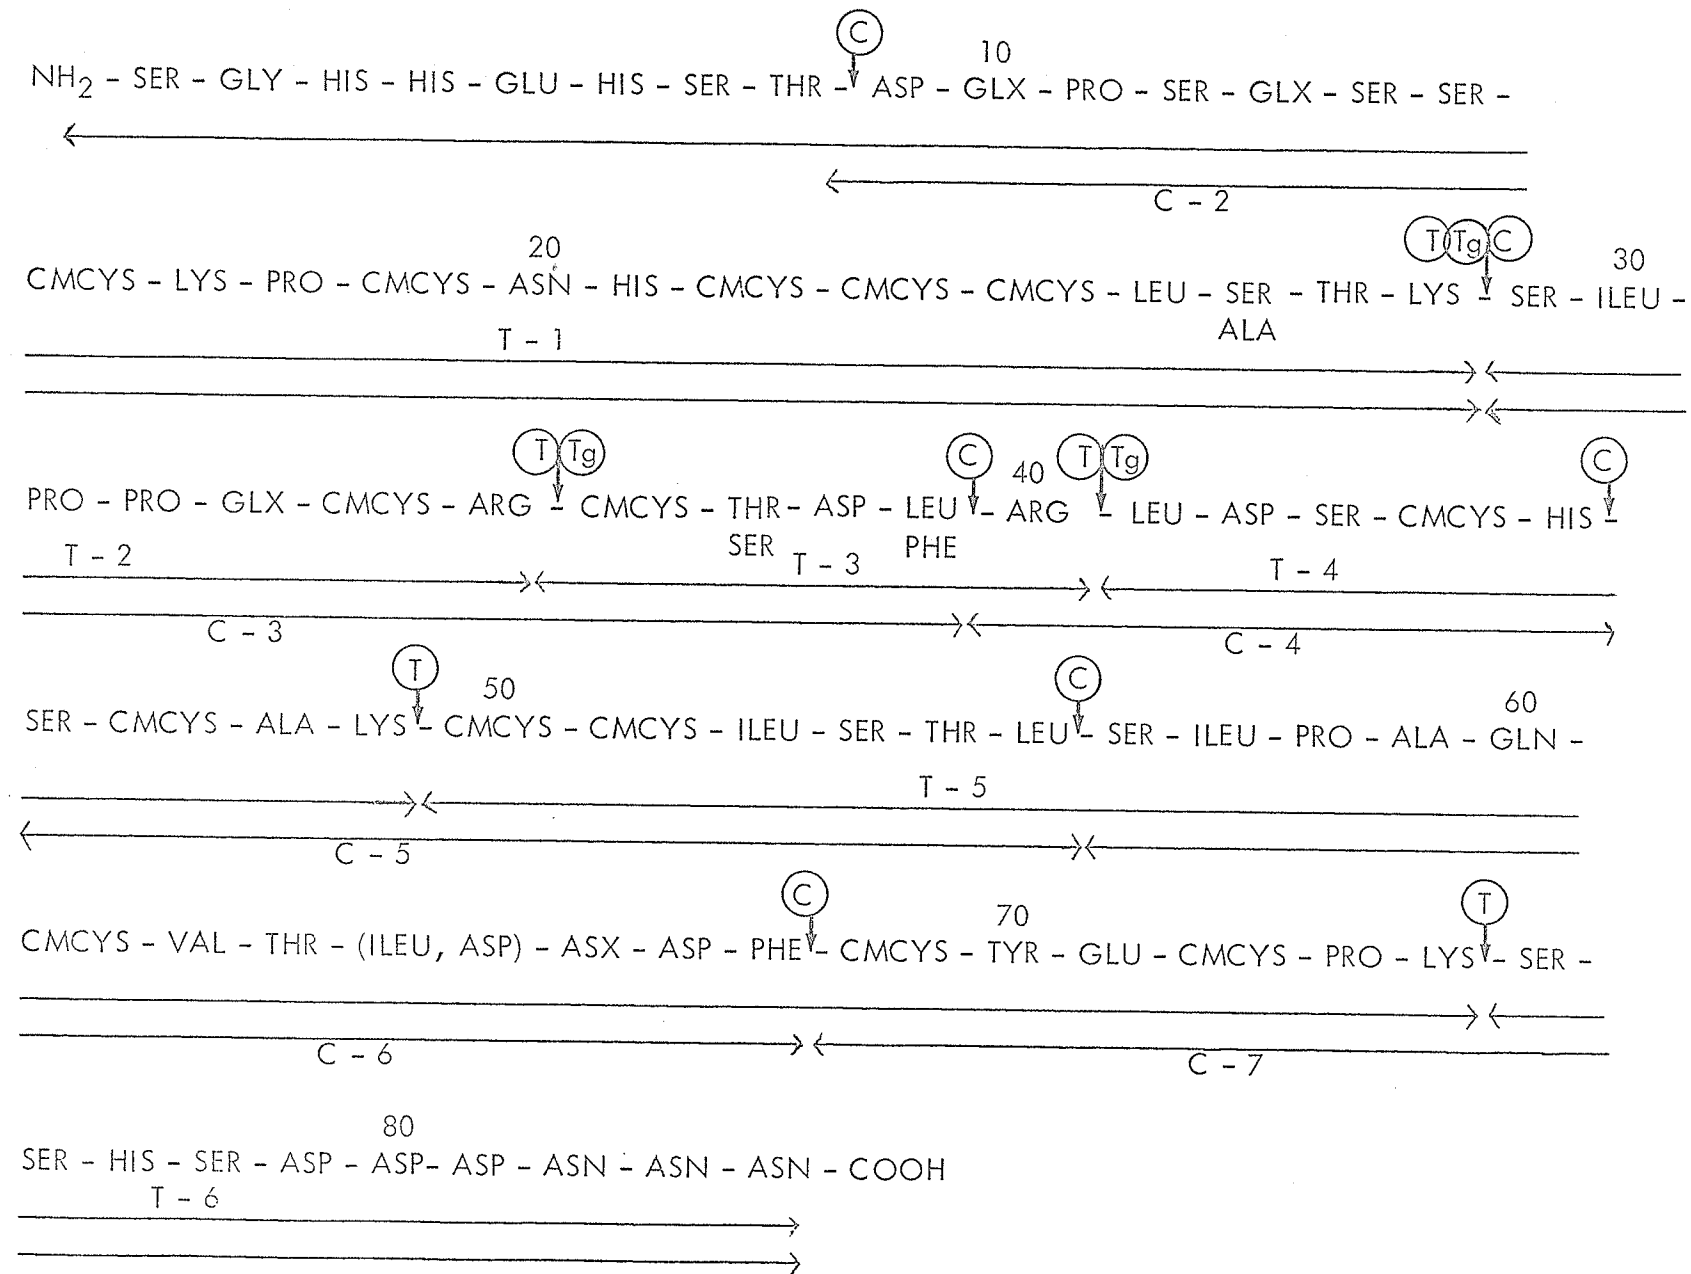 C
10
NH2 – SER – GLY – HIS – HIS – GLU – HIS – SER – THR – ASP – GLX – PRO – SER – GLX – SER – SER –
C – 2
T Tg C
20 30
CMCYS – LYS – PRO – CMCYS – ASN – HIS – CMCYS – CMCYS – CMCYS – LEU – SER – THR – LYS – SER – ILEU –
ALA
T – 1
T Tg C 40 T Tg C
PRO – PRO – GLX – CMCYS – ARG – CMCYS – THR – ASP – LEU – ARG – LEU – ASP – SER – CMCYS – HIS –
SER PHE
T – 2 T – 3 T – 4
C – 3 C – 4
T 50 C 60
SER – CMCYS – ALA – LYS – CMCYS – CMCYS – ILEU – SER – THR – LEU – SER – ILEU – PRO – ALA – GLN –
T – 5
C – 5
C 70 T
CMCYS – VAL – THR – (ILEU, ASP) – ASX – ASP – PHE – CMCYS – TYR – GLU – CMCYS – PRO – LYS – SER –
C – 6 C – 7
80
SER – HIS – SER – ASP – ASP – ASP – ASN – ASN – ASN – COOH
T – 6